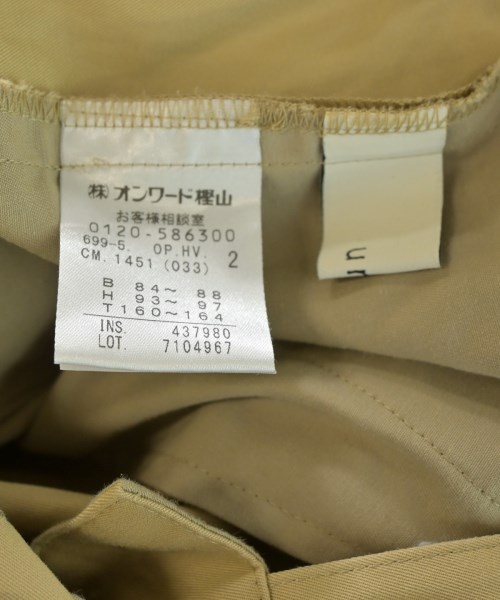 ㈱オンワード樫山
お客様相談室
0120-586300
699-5. OP.HV. 2
CM. 1451 (033)
B 84～ 88
H 93～ 97
T 160～164
INS. 437980
LOT. 7104967